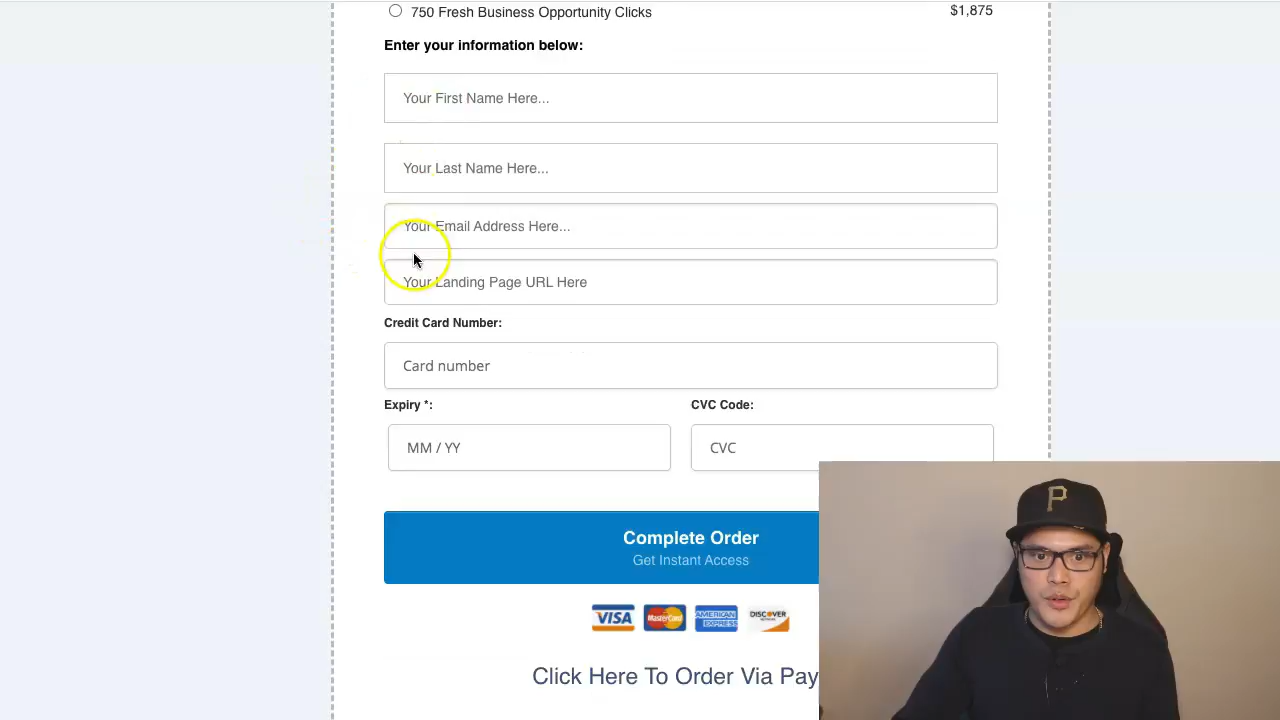 750 Fresh Business Opportunity Clicks $1,875
Enter your information below:
Your First Name Here...
Your Last Name Here...
Your Email Address Here...
Your Landing Page URL Here
Credit Card Number:
Card number
Expiry *: CVC Code:
MM / YY CVC
Complete Order
Get Instant Access
VISA MasterCard AMERICAN EXPRESS DISCOVER
Click Here To Order Via Pay
P